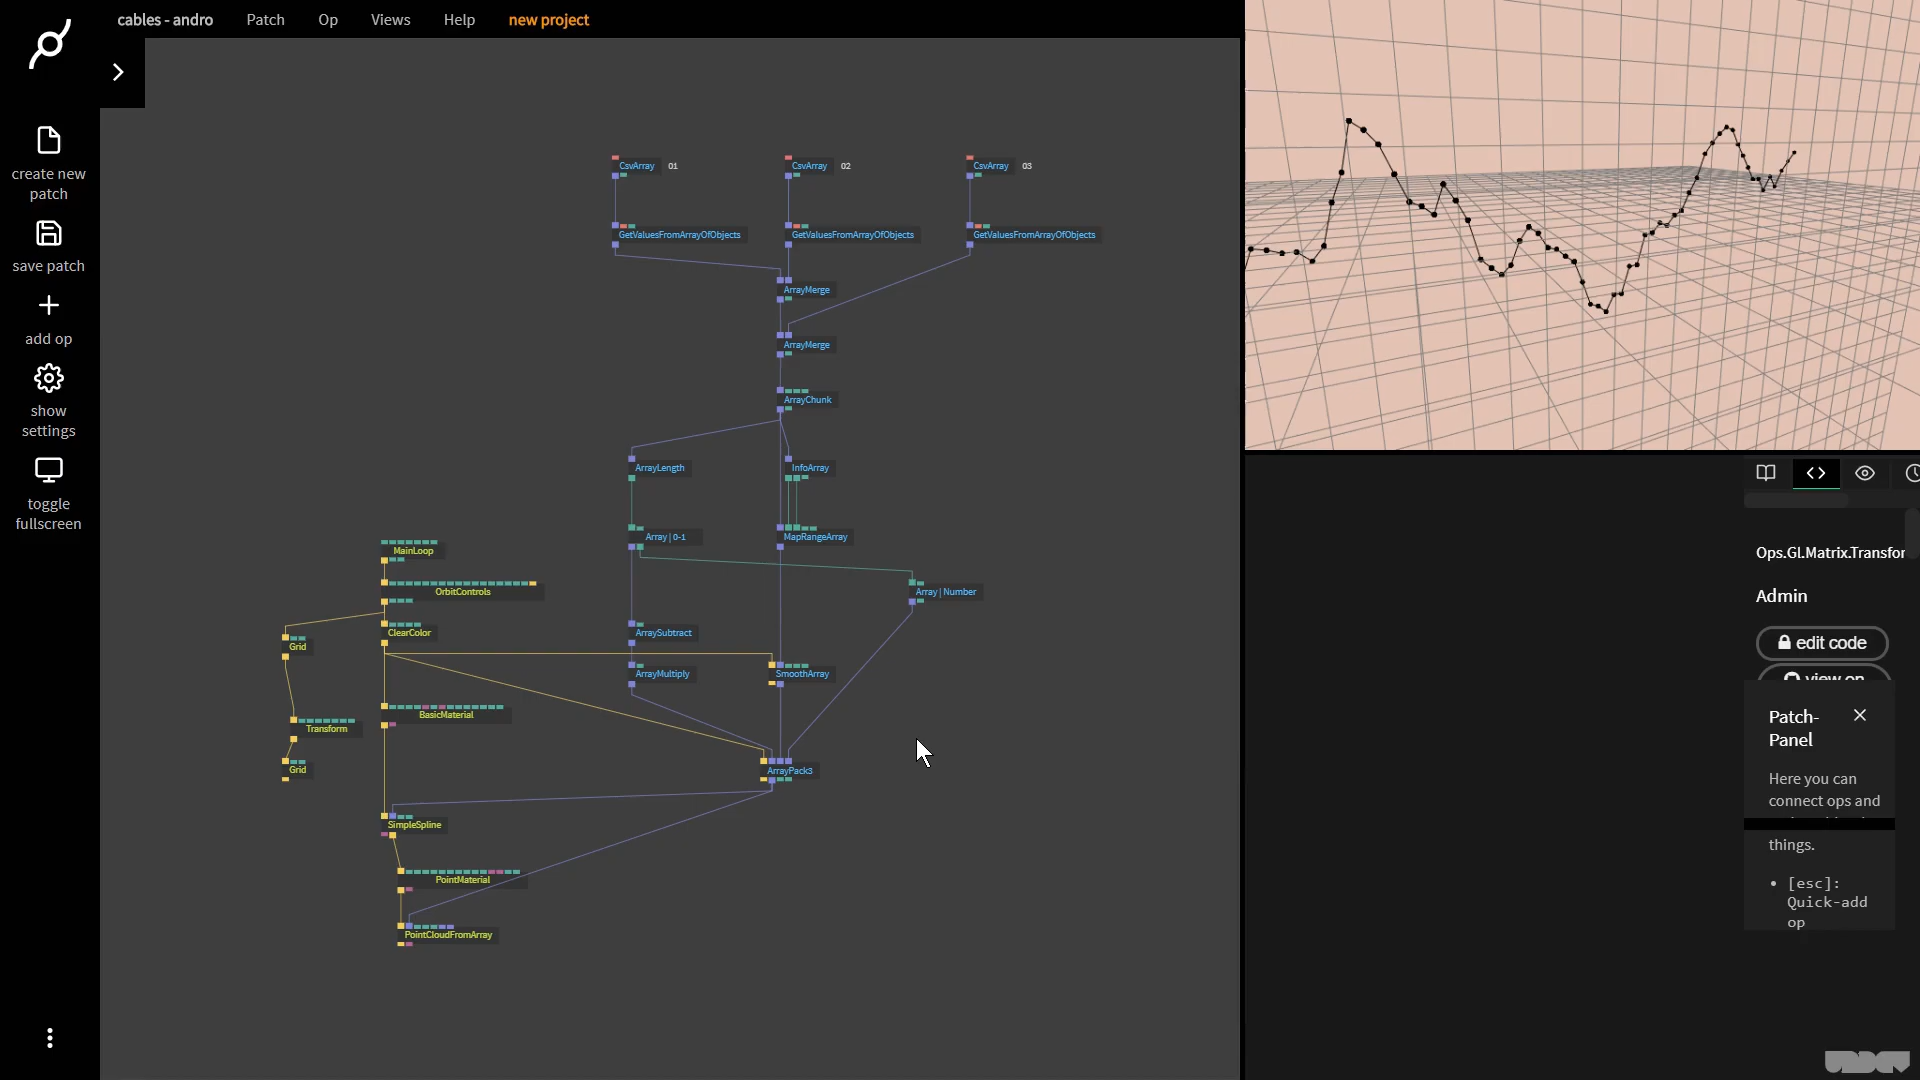 cables - andro
Patch
Op
Views
Help
new project
create new
patch
save patch
add op
show
settings
toggle
fullscreen
CsvArray 01
CsvArray 02
CsvArray 03
GetValuesFromArrayOfObjects
GetValuesFromArrayOfObjects
GetValuesFromArrayOfObjects
ArrayMerge
ArrayMerge
ArrayChunk
ArrayLength
InfoArray
Array | 0-1
MapRangeArray
MainLoop
OrbitControls
Array | Number
ClearColor
ArraySubtract
Grid
ArrayMultiply
SmoothArray
BasicMaterial
Transform
Grid
ArrayPack3
SimpleSpline
PointMaterial
PointCloudFromArray
Ops.Gl.Matrix.Transfor
Admin
edit code
view on
Patch-
Panel
Here you can
connect ops and
things.
[esc]:
Quick-add
op